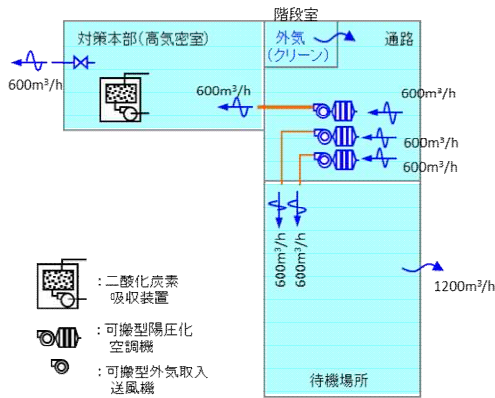 階段室
対策本部(高気密室)
外気
(クリーン)
通路
600m³/h
600m³/h
600m³/h
600m³/h
600m³/h
600m³/h
600m³/h
1200m³/h
:二酸化炭素
吸収装置
:可搬型陽圧化
空調機
:可搬型外気取入
送風機
待機場所